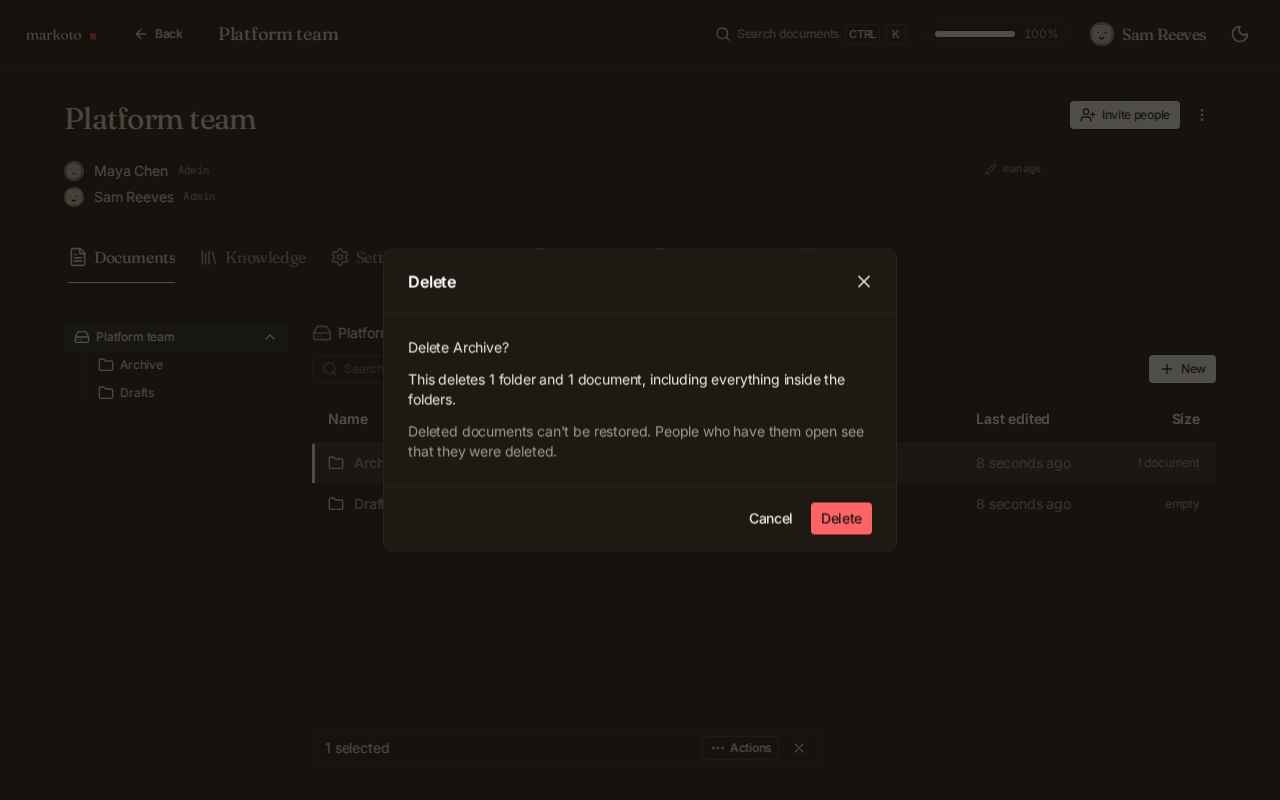 markoto
Back
Platform team
Search documents CTRL K
100%
Sam Reeves
Platform team
Invite people
Maya Chen Admin
manage
Sam Reeves Admin
Documents
Knowledge
Delete
Platform team
Archive
Drafts
Delete Archive?
This deletes 1 folder and 1 document, including everything inside the
folders.
Deleted documents can't be restored. People who have them open see
that they were deleted.
Cancel
Delete
Search
New
Name
Last edited
Size
8 seconds ago
1 document
8 seconds ago
empty
1 selected
Actions